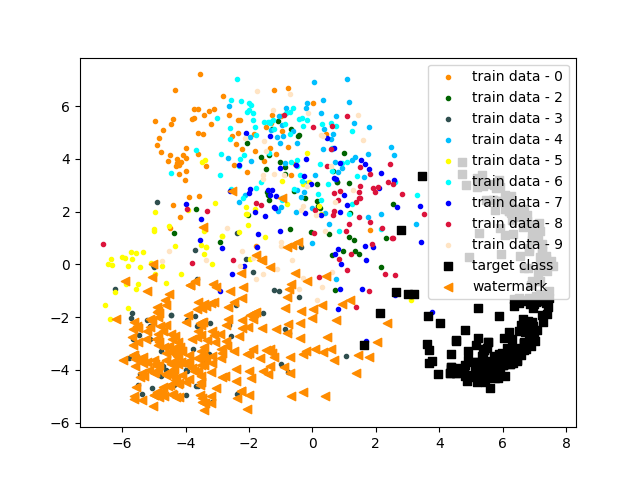 train data - 0
train data - 2
train data - 3
train data - 4
train data - 5
train data - 6
train data - 7
train data - 8
train data - 9
target class
watermark
6
4
2
0
−2
−4
−6
−6
−4
−2
0
2
4
6
8